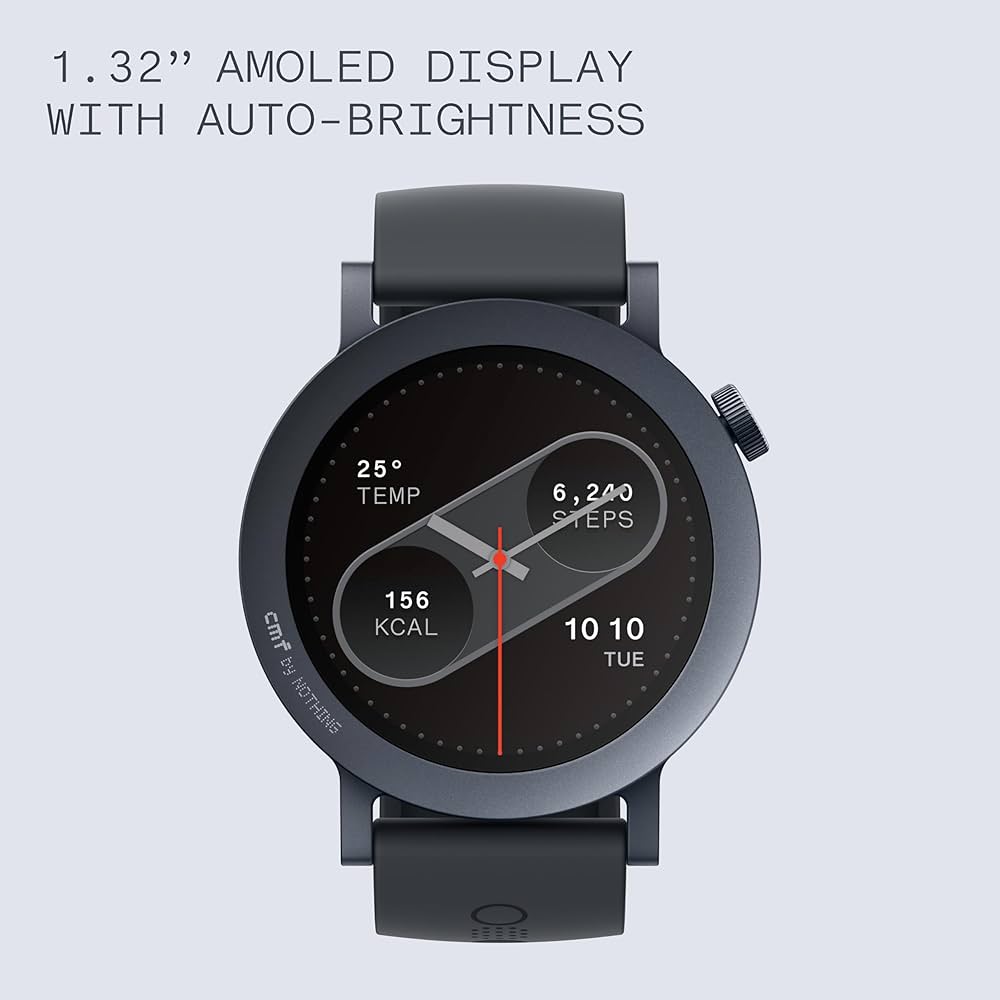 1.32” AMOLED DISPLAY
WITH AUTO-BRIGHTNESS
25°
TEMP
6,240
STEPS
156
KCAL
10 10
TUE
cmf by NOTHING